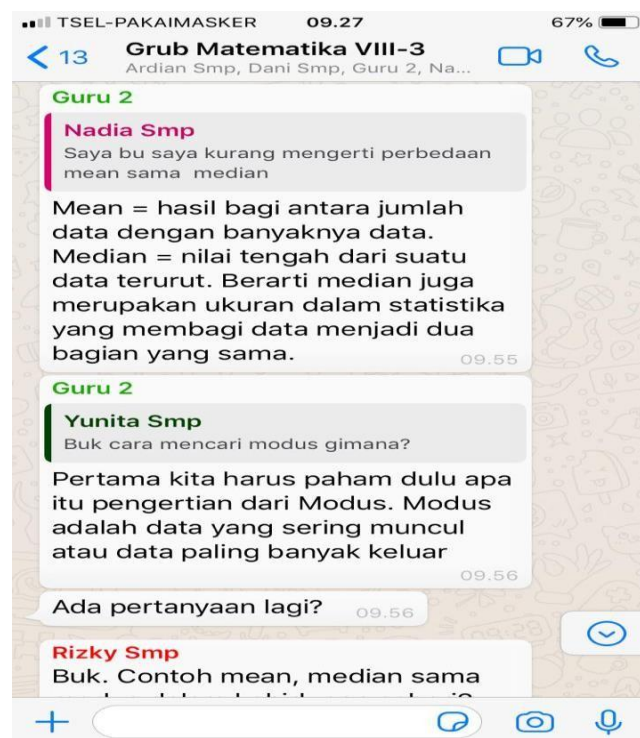 TSEL-PAKAIMASKER 09.27 67%
13 Grub Matematika VIII-3
Ardian Smp, Dani Smp, Guru 2, Na...
Guru 2
Nadia Smp
Saya bu saya kurang mengerti perbedaan
mean sama median
Mean = hasil bagi antara jumlah
data dengan banyaknya data.
Median = nilai tengah dari suatu
data terurut. Berarti median juga
merupakan ukuran dalam statistika
yang membagi data menjadi dua
bagian yang sama. 09.55
Guru 2
Yunita Smp
Buk cara mencari modus gimana?
Pertama kita harus paham dulu apa
itu pengertian dari Modus. Modus
adalah data yang sering muncul
atau data paling banyak keluar
09.56
Ada pertanyaan lagi? 09.56
Rizky Smp
Buk. Contoh mean, median sama